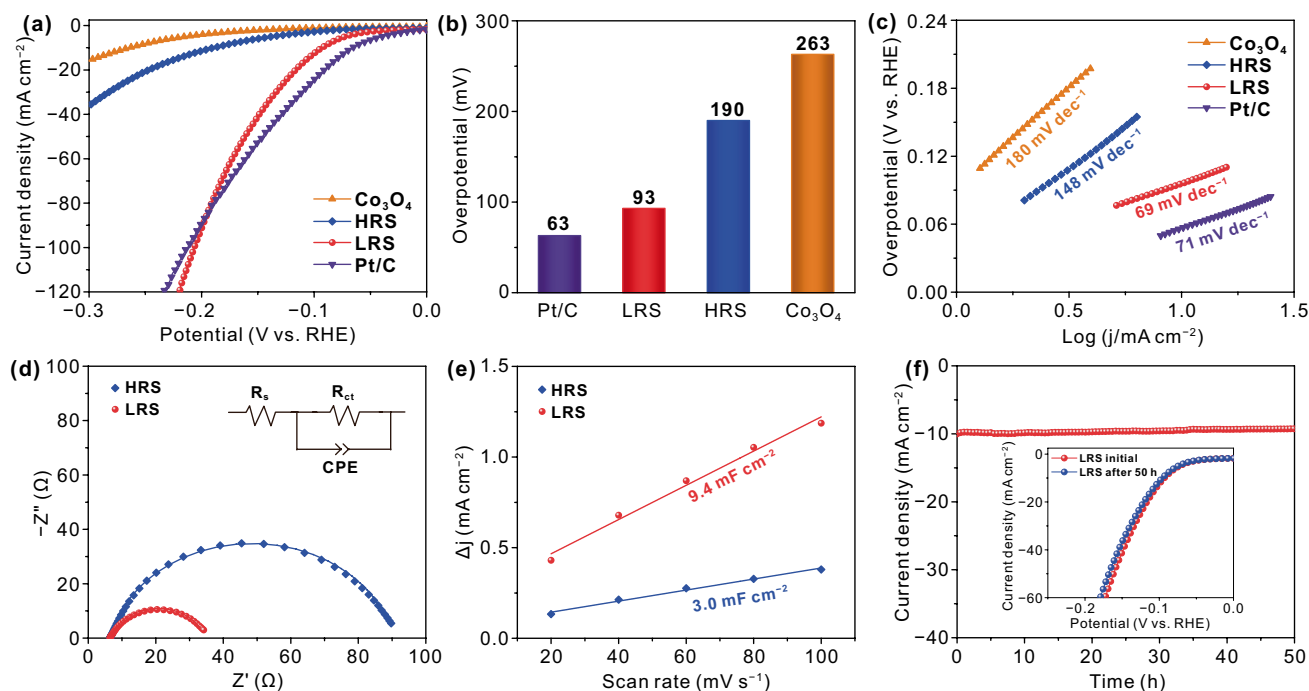 (a)
Current density (mA cm⁻²)
0
−20
−40
−60
−80
−100
−120
−0.3
−0.2
−0.1
0.0
Potential (V vs. RHE)
Co₃O₄
HRS
LRS
Pt/C
(b)
Overpotential (mV)
300
200
100
0
63
93
190
263
Pt/C
LRS
HRS
Co₃O₄
(c)
Overpotential (V vs. RHE)
0.24
0.18
0.12
0.06
0.00
Co₃O₄
HRS
LRS
Pt/C
180 mV dec⁻¹
148 mV dec⁻¹
69 mV dec⁻¹
71 mV dec⁻¹
0.0
0.5
1.0
1.5
Log (j/mA cm⁻²)
(d)
−Z" (Ω)
100
80
60
40
20
0
HRS
LRS
Rₛ
R_ct
CPE
0
20
40
60
80
100
Z' (Ω)
(e)
Δj (mA cm⁻²)
1.5
1.0
0.5
0.0
HRS
LRS
9.4 mF cm⁻²
3.0 mF cm⁻²
20
40
60
80
100
Scan rate (mV s⁻¹)
(f)
Current density (mA cm⁻²)
0
−10
−20
−30
−40
0
10
20
30
40
50
Time (h)
LRS initial
LRS after 50 h
Current density (mA cm⁻²)
0
−20
−40
−60
−0.2
−0.1
0.0
Potential (V vs. RHE)